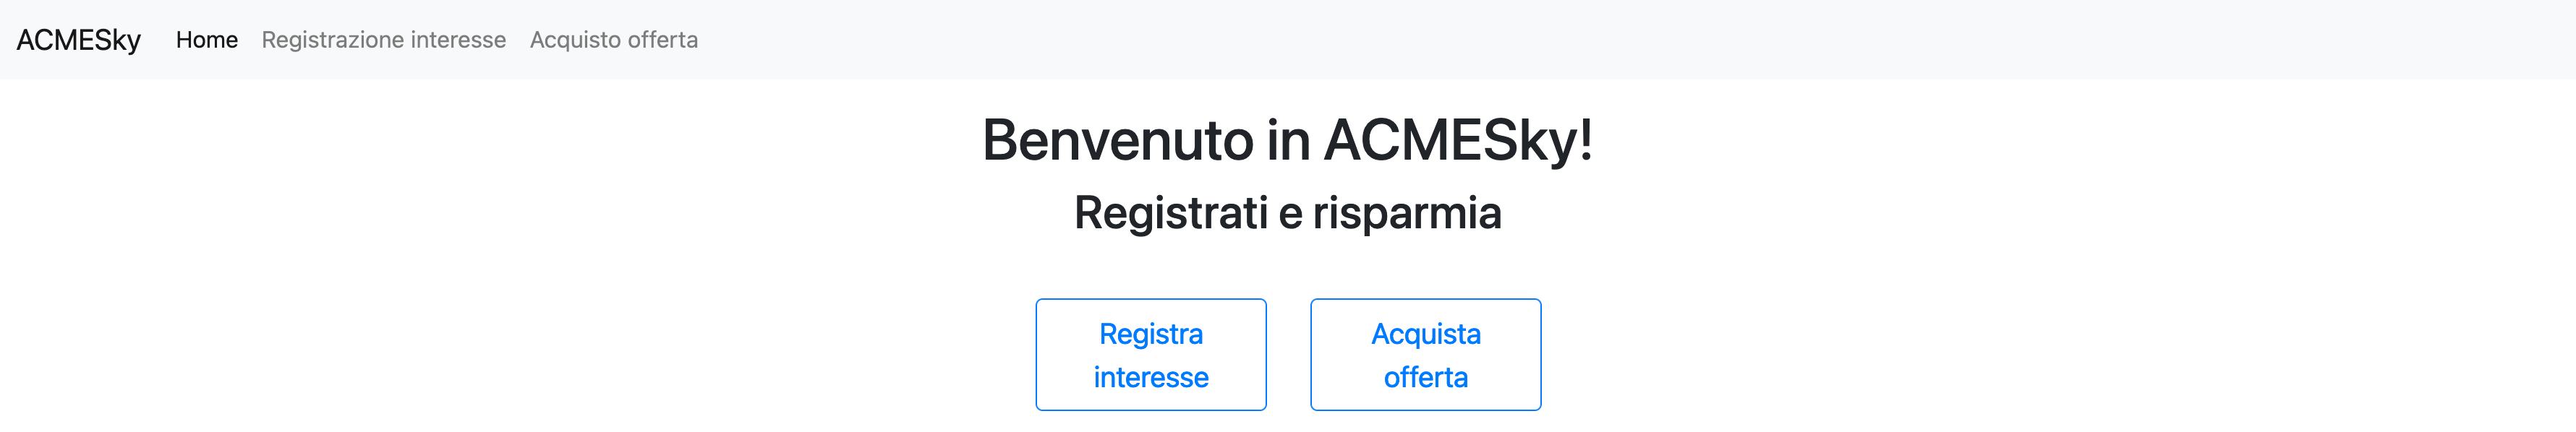 ACMESky Home Registrazione interesse Acquisto offerta
Benvenuto in ACMESky!
Registrati e risparmia
Registra
interesse
Acquista
offerta